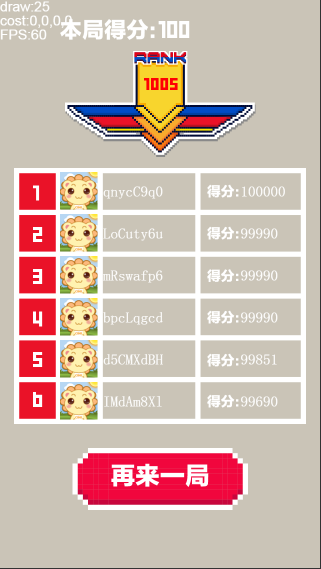 draw:25
cost:0,0,0,0
FPS:60
本局得分:100
RANK
1005
1 qnycC9q0 得分:100000
2 LoCuty6u 得分:99990
3 mRswafp6 得分:99990
4 bpcLqgcd 得分:99990
5 d5CMXdBH 得分:99851
6 IMdAm8Xl 得分:99690
再来一局